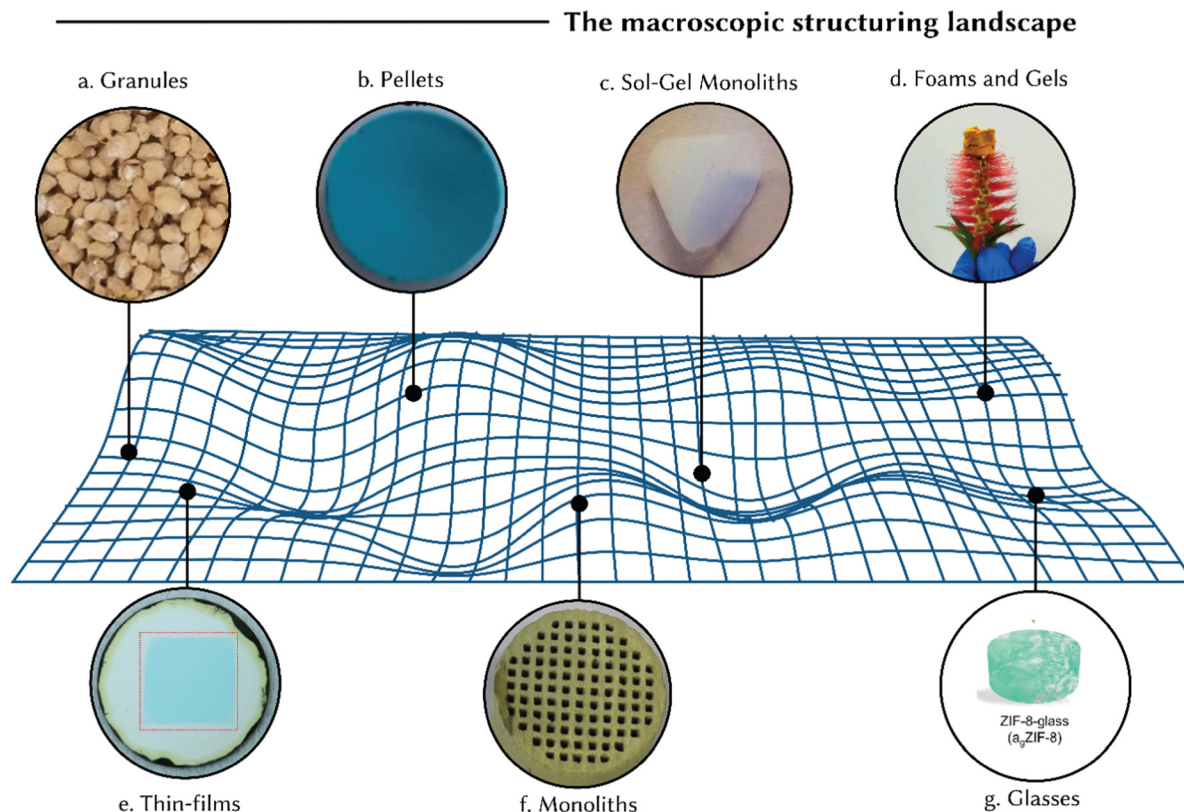 The macroscopic structuring landscape
a. Granules
b. Pellets
c. Sol-Gel Monoliths
d. Foams and Gels
ZIF-8-glass
(agZIF-8)
e. Thin-films
f. Monoliths
g. Glasses